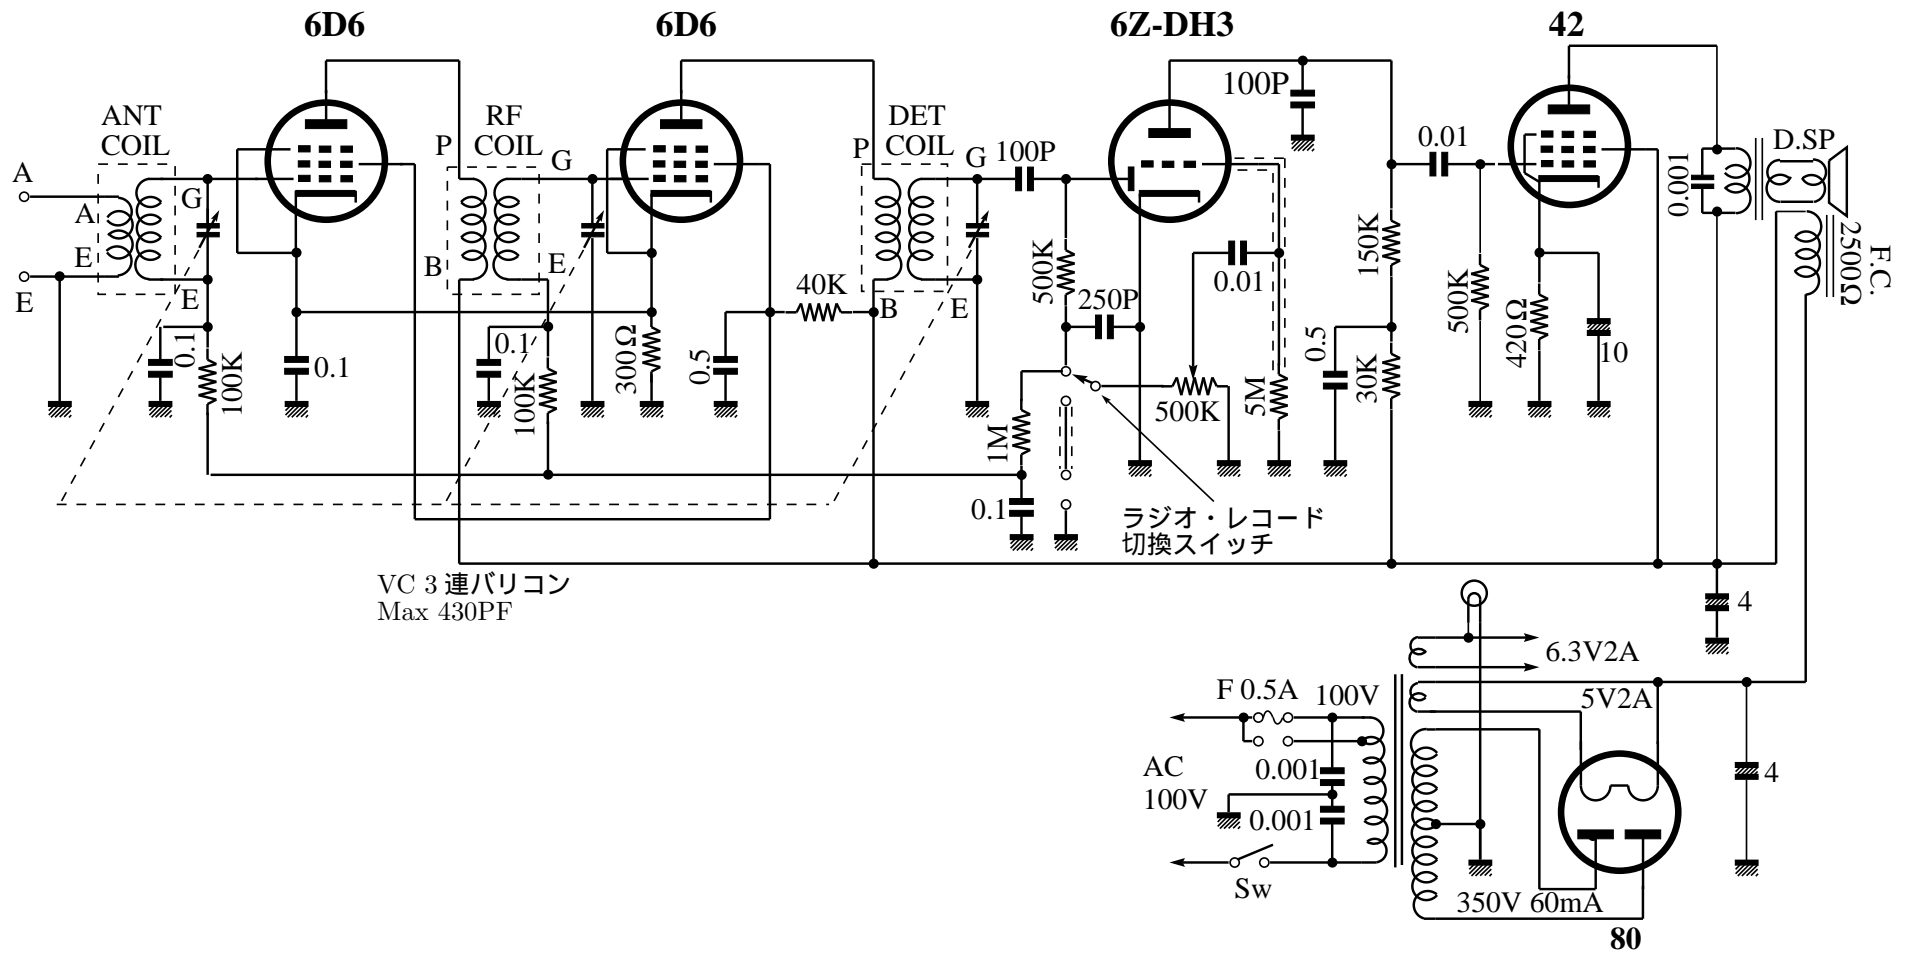 6D6
6D6
6Z-DH3
42
ANT
COIL
RF
COIL
DET
COIL
100P
100P
0.01
D.SP
A
A
E
E
G
E
P
B
G
E
P
B
G
E
0.001
2500Ω
F.C.
0.1
100K
0.1
0.1
100K
300Ω
0.5
40K
500K
250P
0.01
150K
500K
420Ω
10
1M
0.1
500K
5M
0.5
30K
ラジオ・レコード
切換スイッチ
VC 3 連バリコン
Max 430PF
4
6.3V2A
F 0.5A
100V
5V2A
AC
100V
0.001
0.001
4
Sw
350V 60mA
80